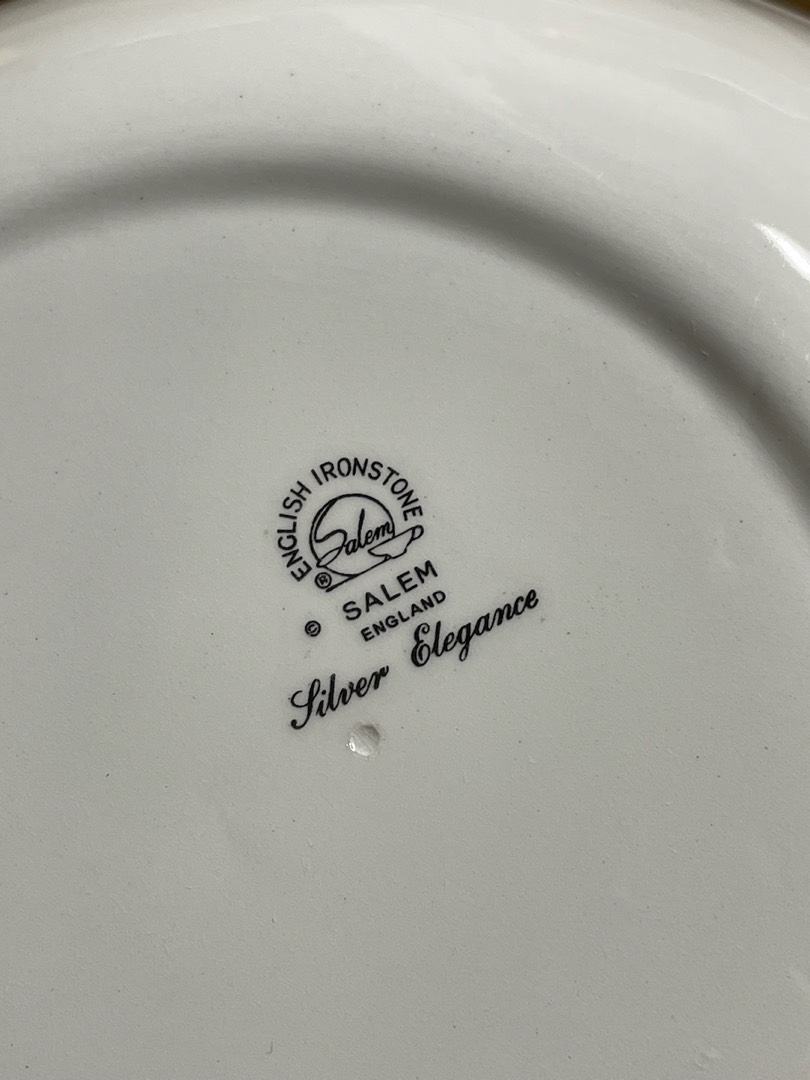 ENGLISH IRONSTONE
Salem
®
© SALEM
ENGLAND
Silver Elegance